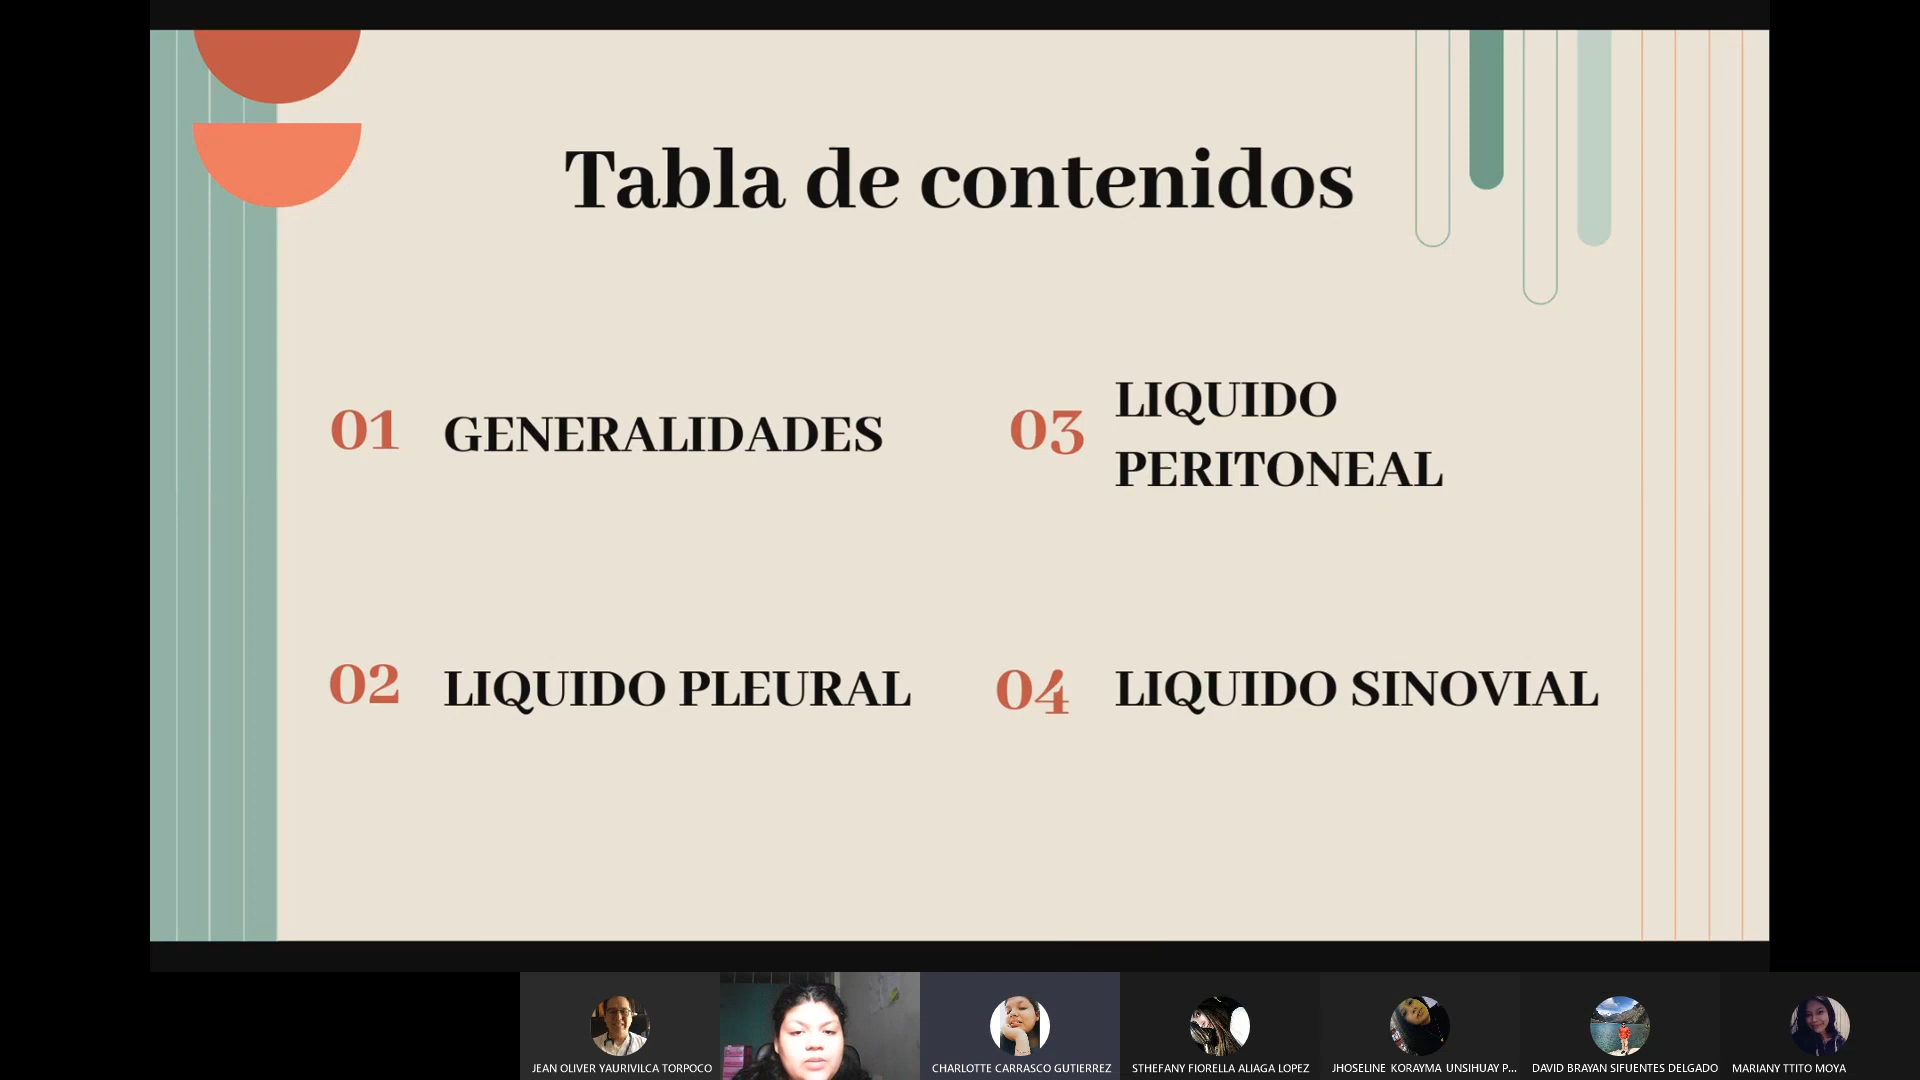 Tabla de contenidos
01 GENERALIDADES
02 LIQUIDO PLEURAL
03 LIQUIDO
PERITONEAL
04 LIQUIDO SINOVIAL
JEAN OLIVER YAURIVILCA TORPOCO
CHARLOTTE CARRASCO GUTIERREZ
STHEFANY FIORELLA ALIAGA LOPEZ
JHOSELINE KORAYMA UNSIHUAY P...
DAVID BRAYAN SIFUENTES DELGADO
MARIANY TTITO MOYA